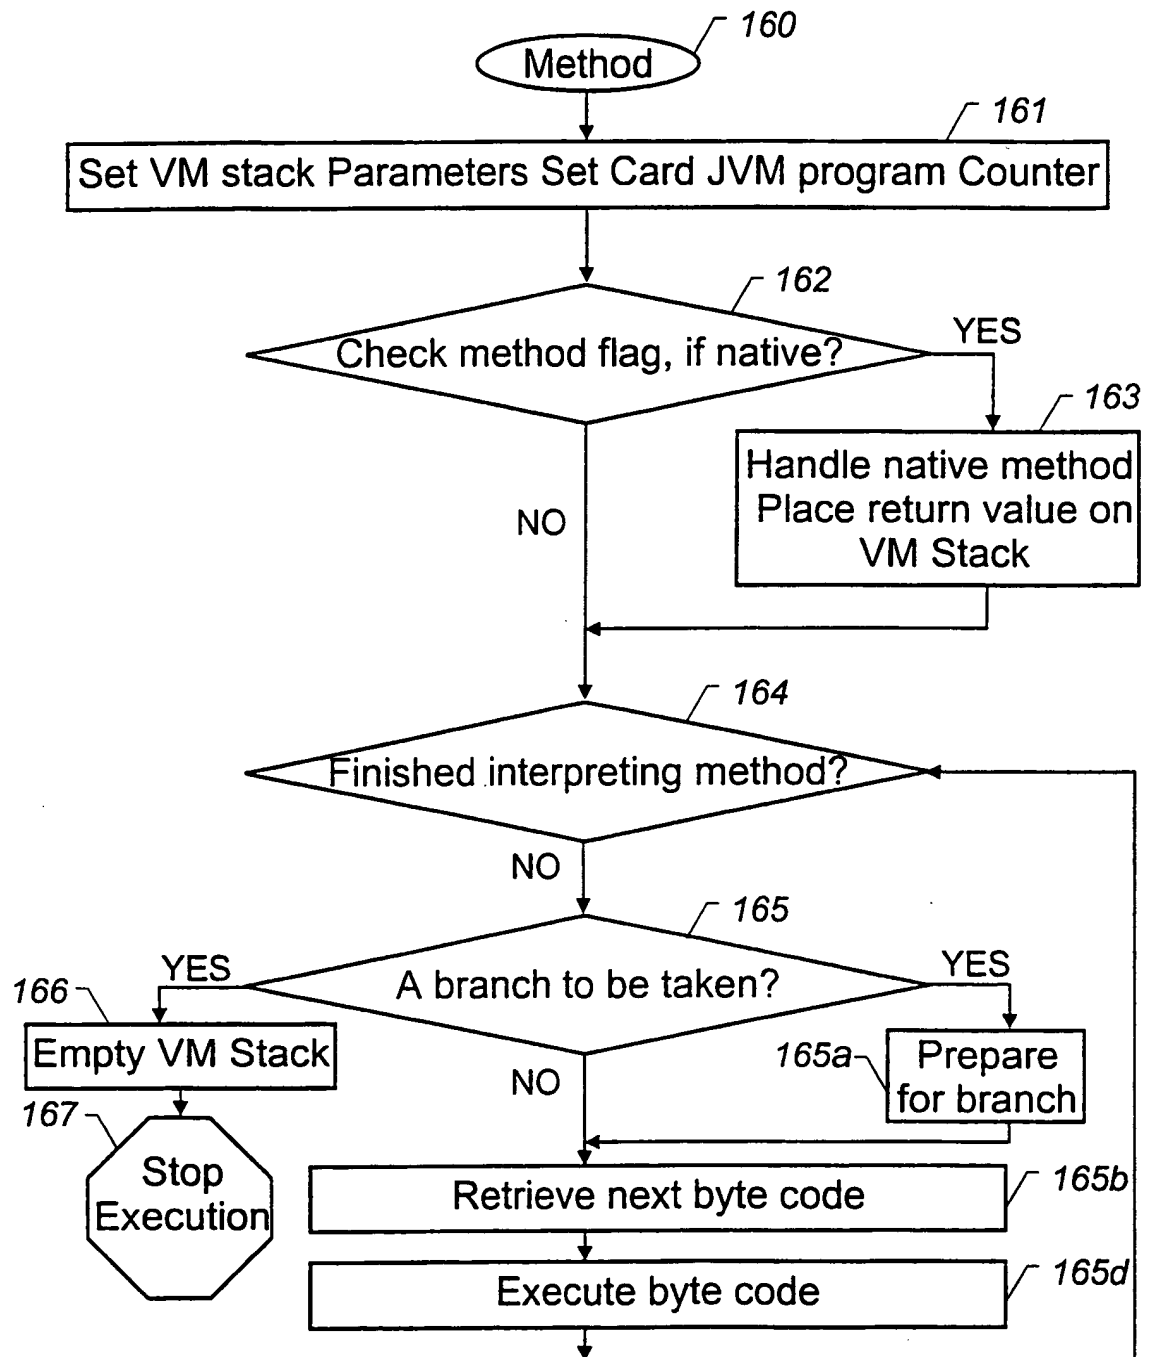 160
Method
161
Set VM stack Parameters Set Card JVM program Counter
162
Check method flag, if native?
YES
163
Handle native method
Place return value on
VM Stack
NO
164
Finished interpreting method?
NO
165
A branch to be taken?
YES
YES
166
Empty VM Stack
165a
Prepare
for branch
NO
167
Stop
Execution
Retrieve next byte code
165b
Execute byte code
165d